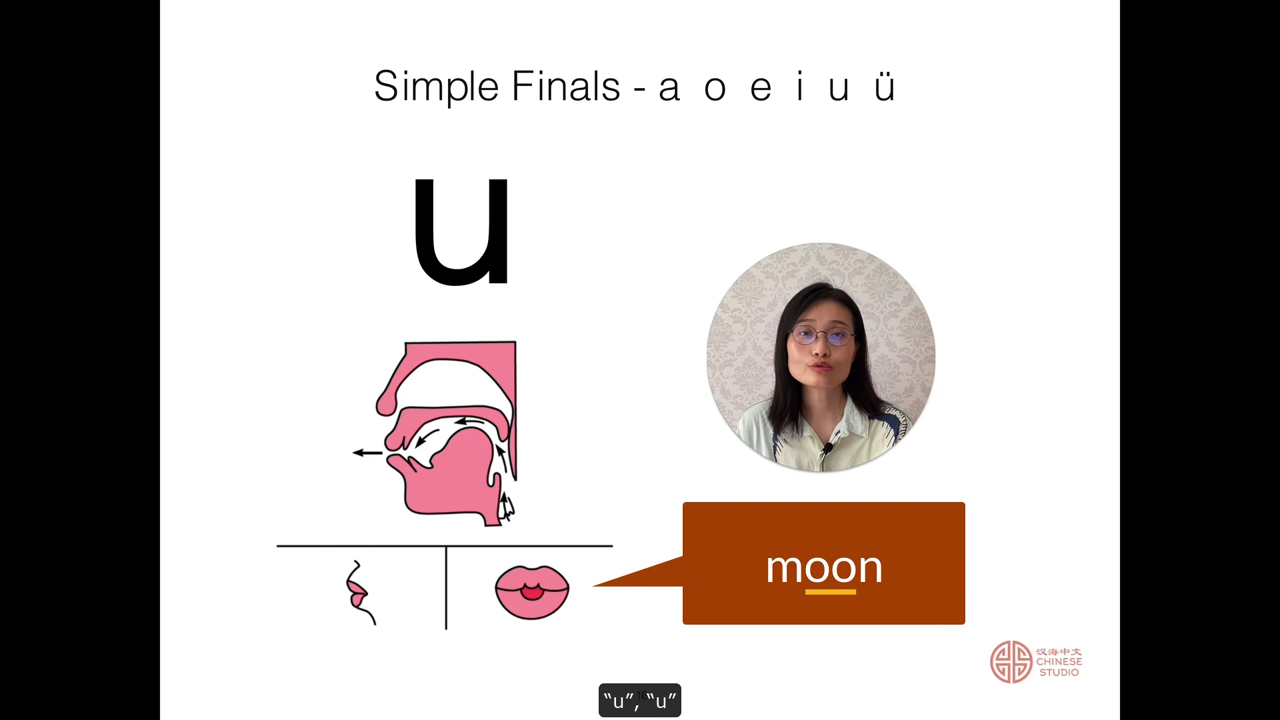 Simple Finals - a o e i u ü
u
moon
汉海中文
CHINESE
STUDIO
"u", "u"